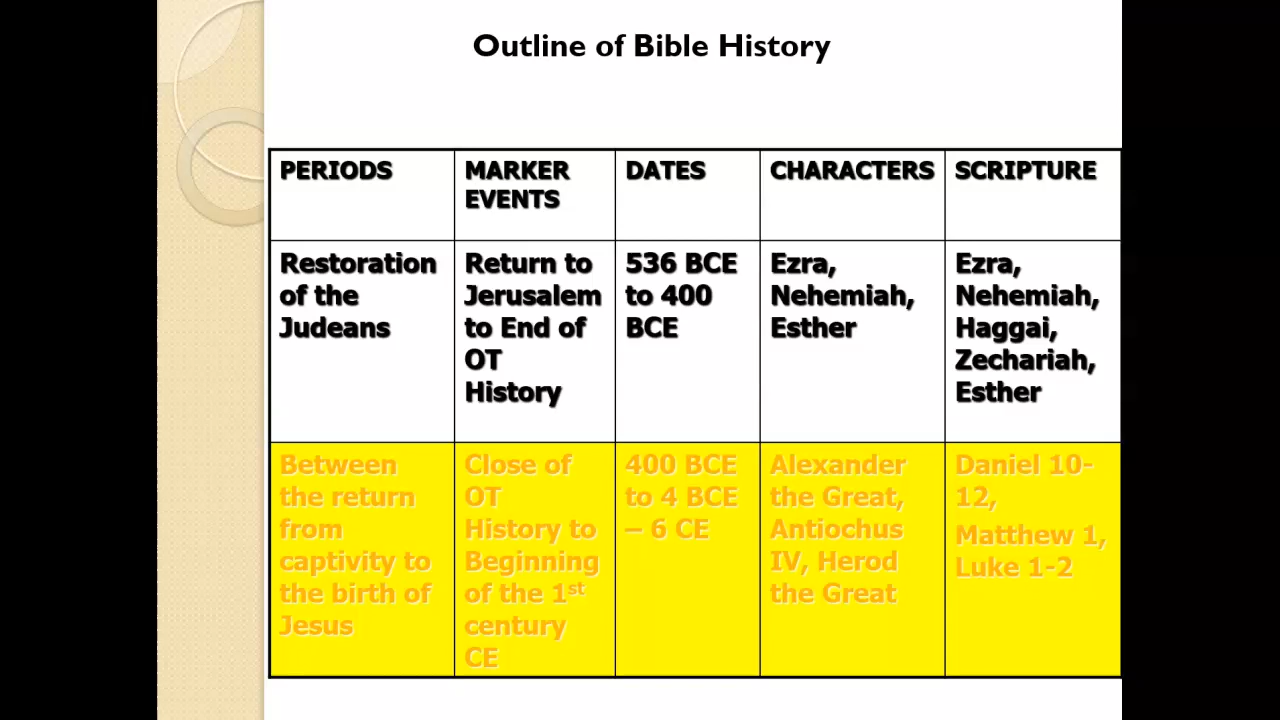 Outline of Bible History
PERIODS
MARKER
EVENTS
DATES
CHARACTERS
SCRIPTURE
Restoration
of the
Judeans
Return to
Jerusalem
to End of
OT
History
536 BCE
to 400
BCE
Ezra,
Nehemiah,
Esther
Ezra,
Nehemiah,
Haggai,
Zechariah,
Esther
Between
the return
from
captivity to
the birth of
Jesus
Close of
OT
History to
Beginning
of the 1st
century
CE
400 BCE
to 4 BCE
– 6 CE
Alexander
the Great,
Antiochus
IV, Herod
the Great
Daniel 10-
12,
Matthew 1,
Luke 1-2